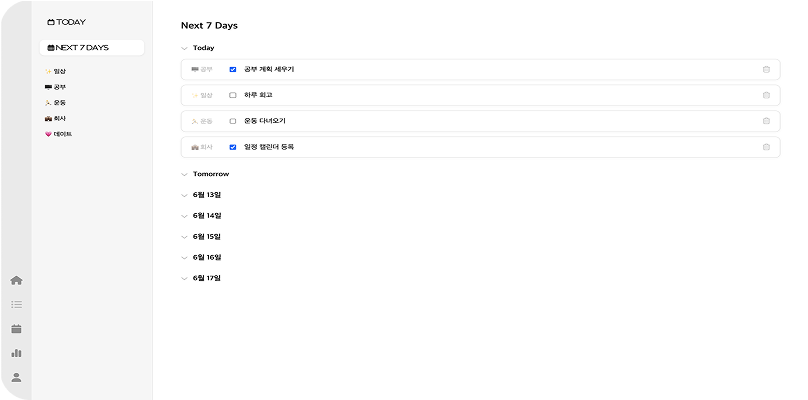 TODAY
NEXT 7 DAYS
일상
공부
운동
회사
데이트
Next 7 Days
Today
공부 공부 계획 세우기
일상 하루 회고
운동 운동 다녀오기
회사 일정 캘린더 등록
Tomorrow
6월 13일
6월 14일
6월 15일
6월 16일
6월 17일